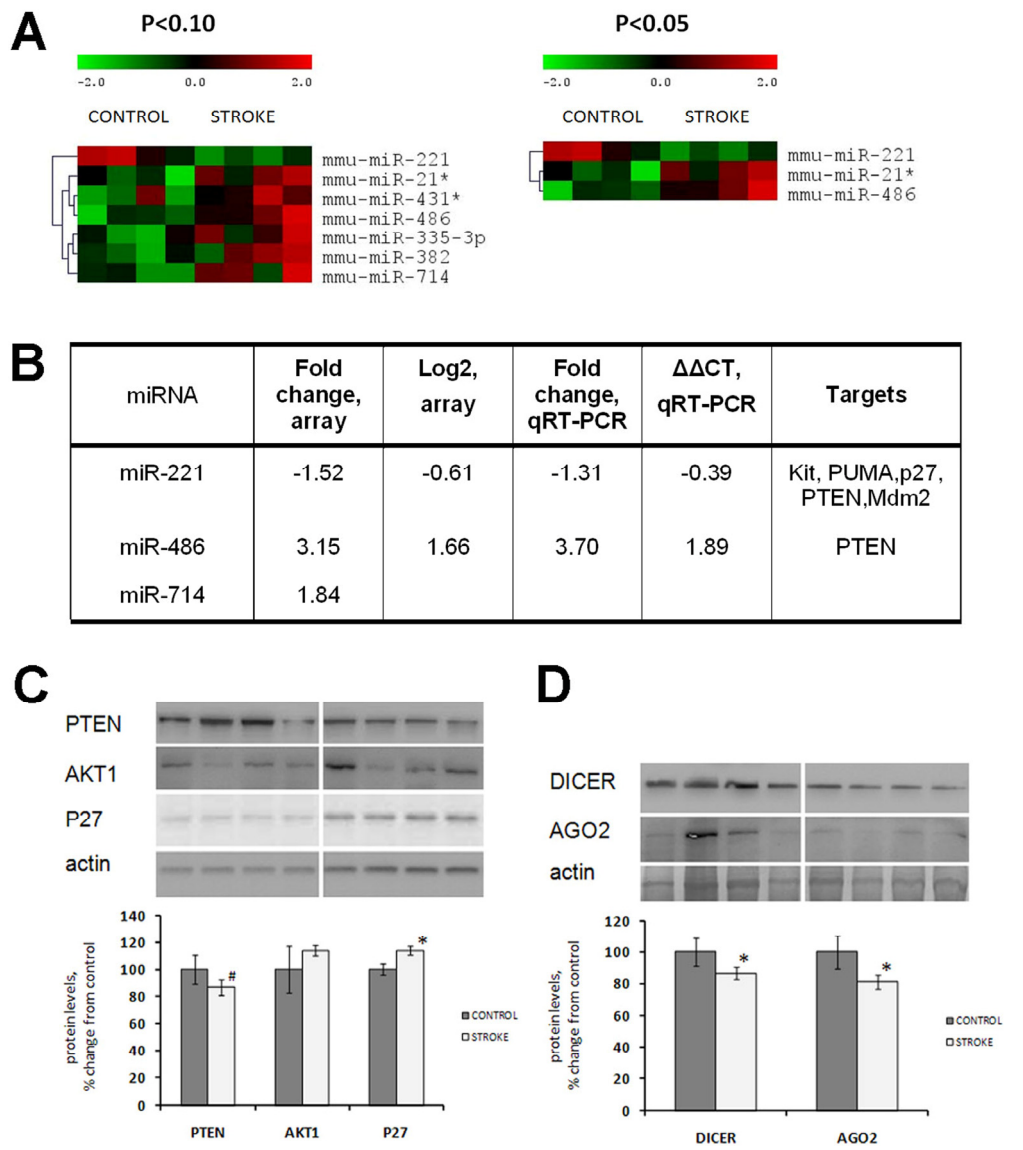 A
P<0.10
-2.0 0.0 2.0
CONTROL STROKE
mmu-miR-221
mmu-miR-21*
mmu-miR-431*
mmu-miR-486
mmu-miR-335-3p
mmu-miR-382
mmu-miR-714
P<0.05
-2.0 0.0 2.0
CONTROL STROKE
mmu-miR-221
mmu-miR-21*
mmu-miR-486
B
miRNA
Fold
change,
array
Log2,
array
Fold
change,
qRT-PCR
ΔΔCT,
qRT-PCR
Targets
miR-221 -1.52 -0.61 -1.31 -0.39 Kit, PUMA,p27,
PTEN,Mdm2
miR-486 3.15 1.66 3.70 1.89 PTEN
miR-714 1.84
C
PTEN
AKT1
P27
actin
protein levels,
% change from control
140
120
100
80
60
40
20
0
#
*
PTEN AKT1 P27
CONTROL
STROKE
D
DICER
AGO2
actin
protein levels,
% change from control
120
100
80
60
40
20
0
*
*
DICER AGO2
CONTROL
STROKE